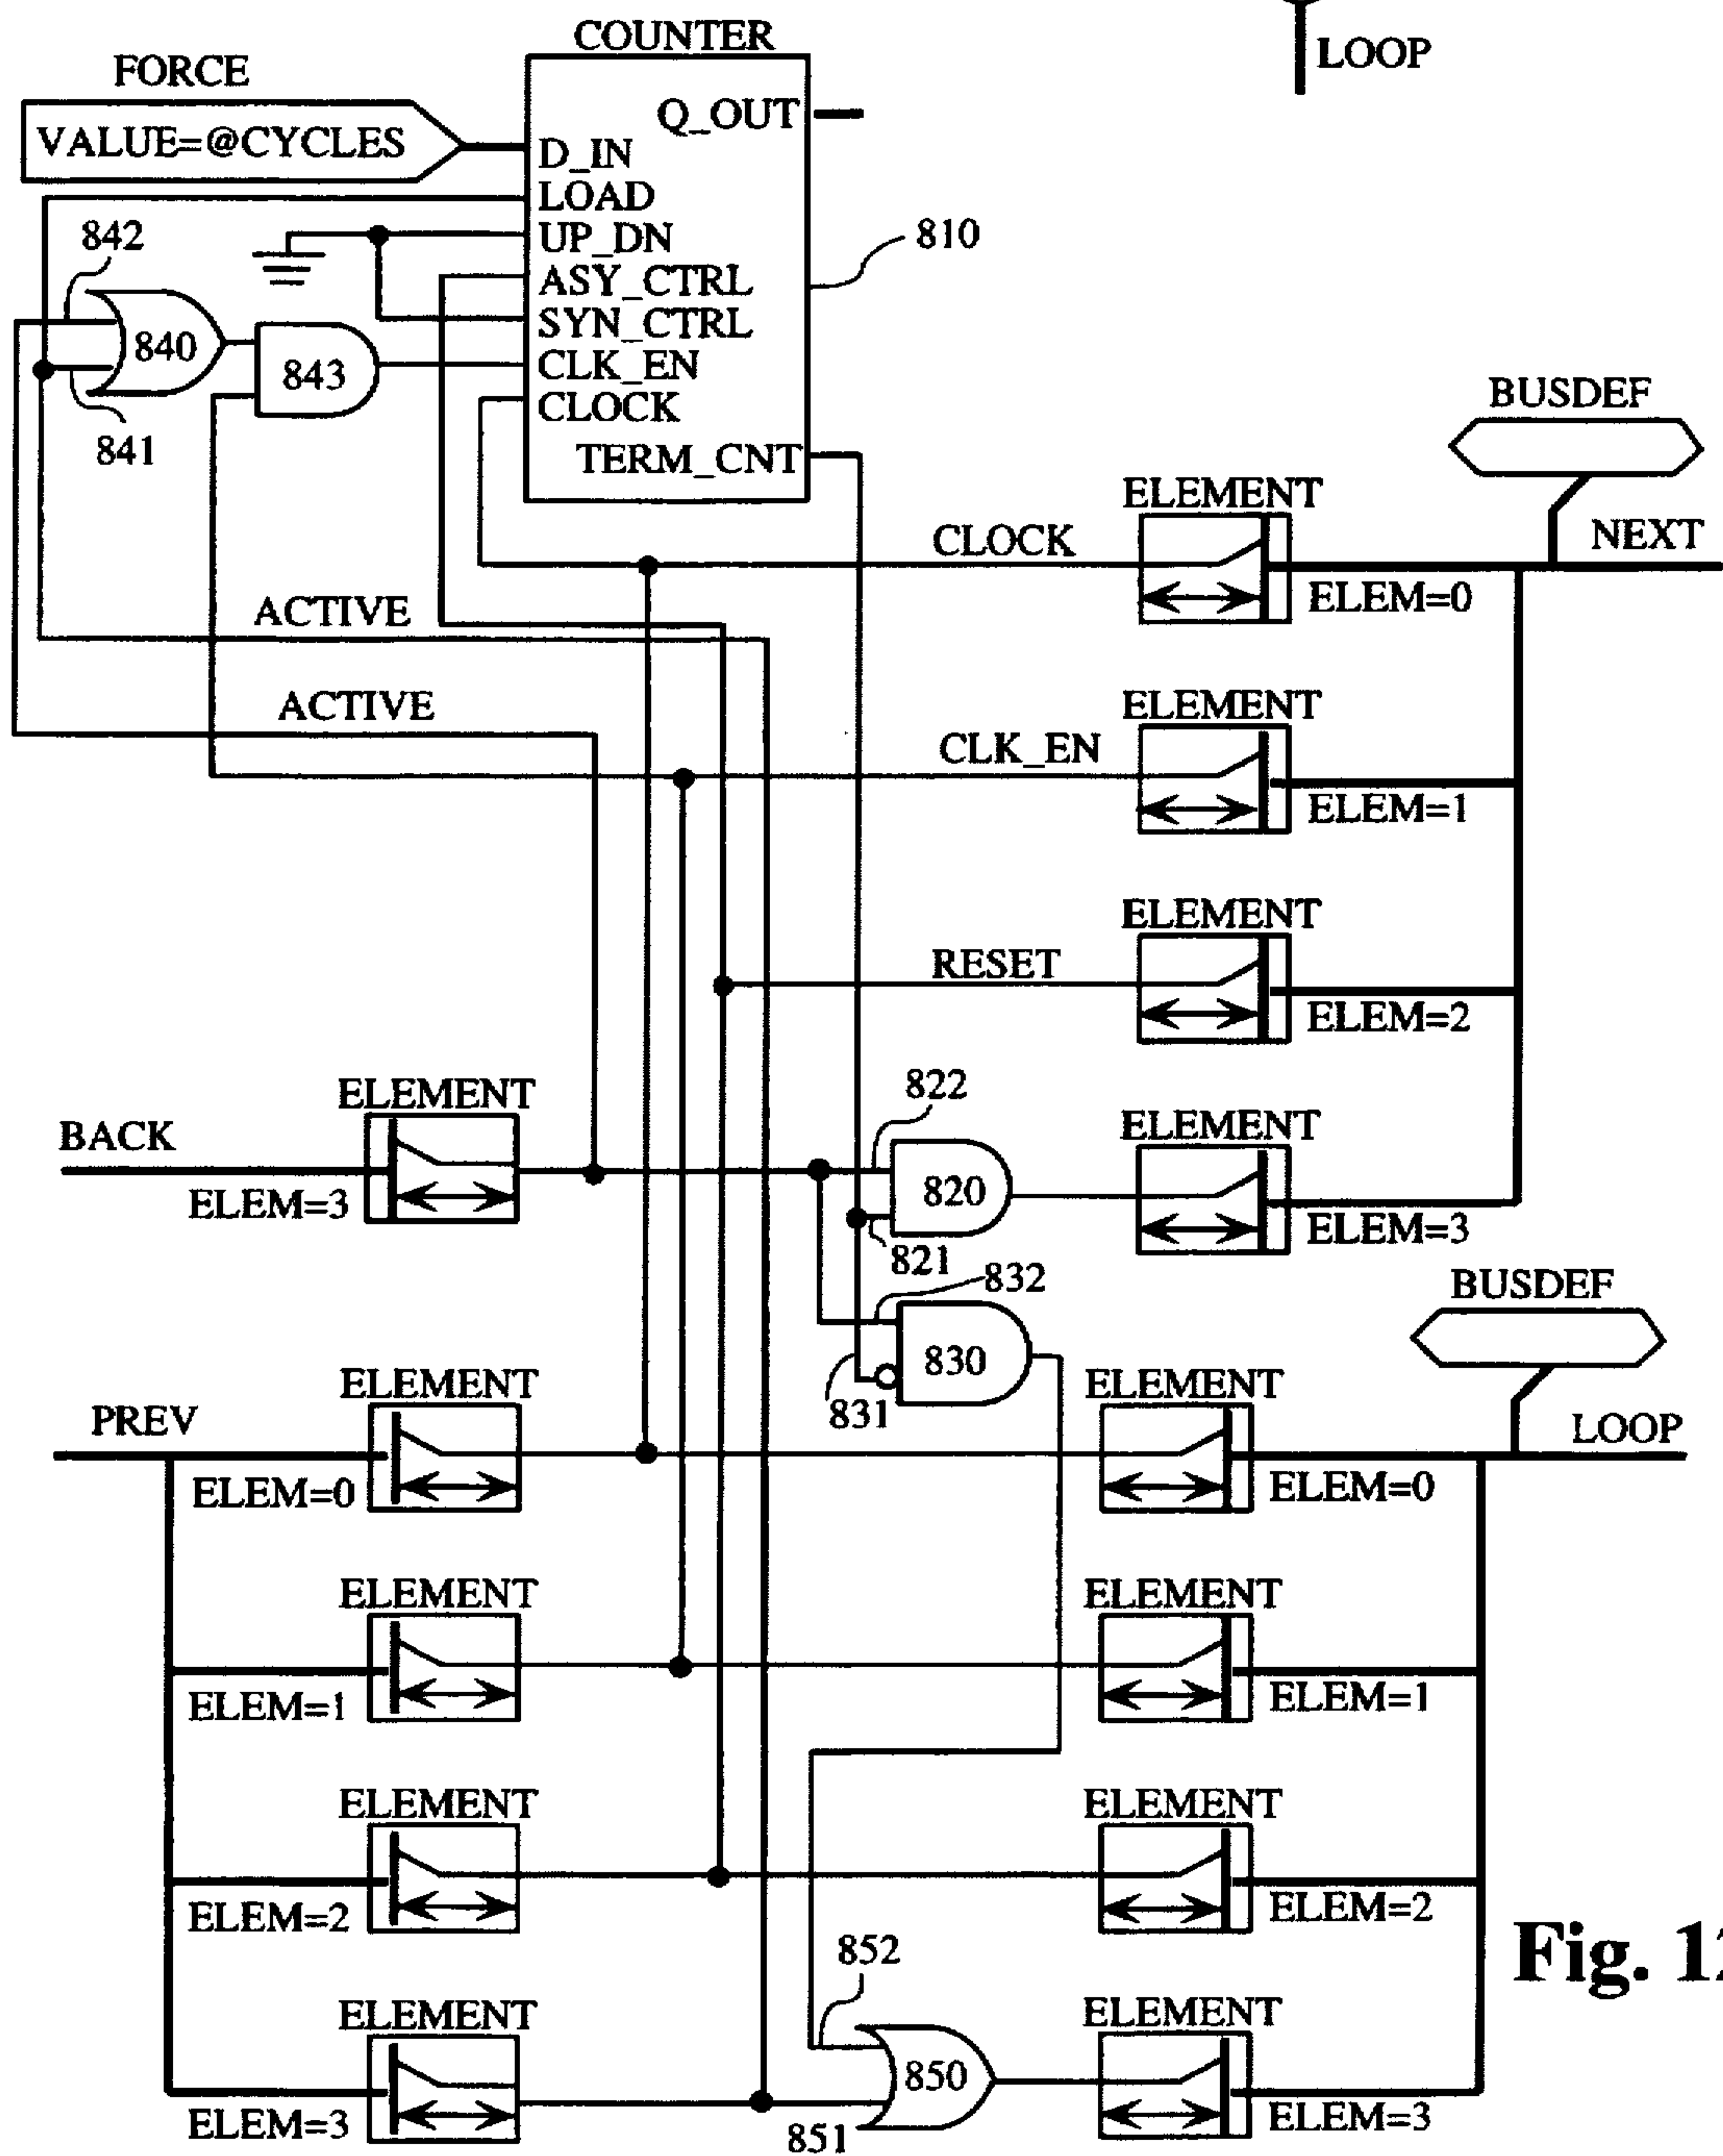 LOOP
COUNTER
FORCE
VALUE=@CYCLES
Q_OUT
D_IN
LOAD
UP_DN
ASY_CTRL
SYN_CTRL
CLK_EN
CLOCK
TERM_CNT
810
842
840
843
841
BUSDEF
ELEMENT
CLOCK
NEXT
ELEM=0
ACTIVE
ACTIVE
ELEMENT
CLK_EN
ELEM=1
ELEMENT
RESET
ELEM=2
ELEMENT
BACK
ELEM=3
822
820
821
ELEMENT
ELEM=3
832
830
831
BUSDEF
ELEMENT
PREV
ELEM=0
ELEMENT
LOOP
ELEM=0
ELEMENT
ELEM=1
ELEMENT
ELEM=1
ELEMENT
ELEM=2
ELEMENT
ELEM=2
Fig. 12
852
850
851
ELEMENT
ELEM=3
ELEMENT
ELEM=3